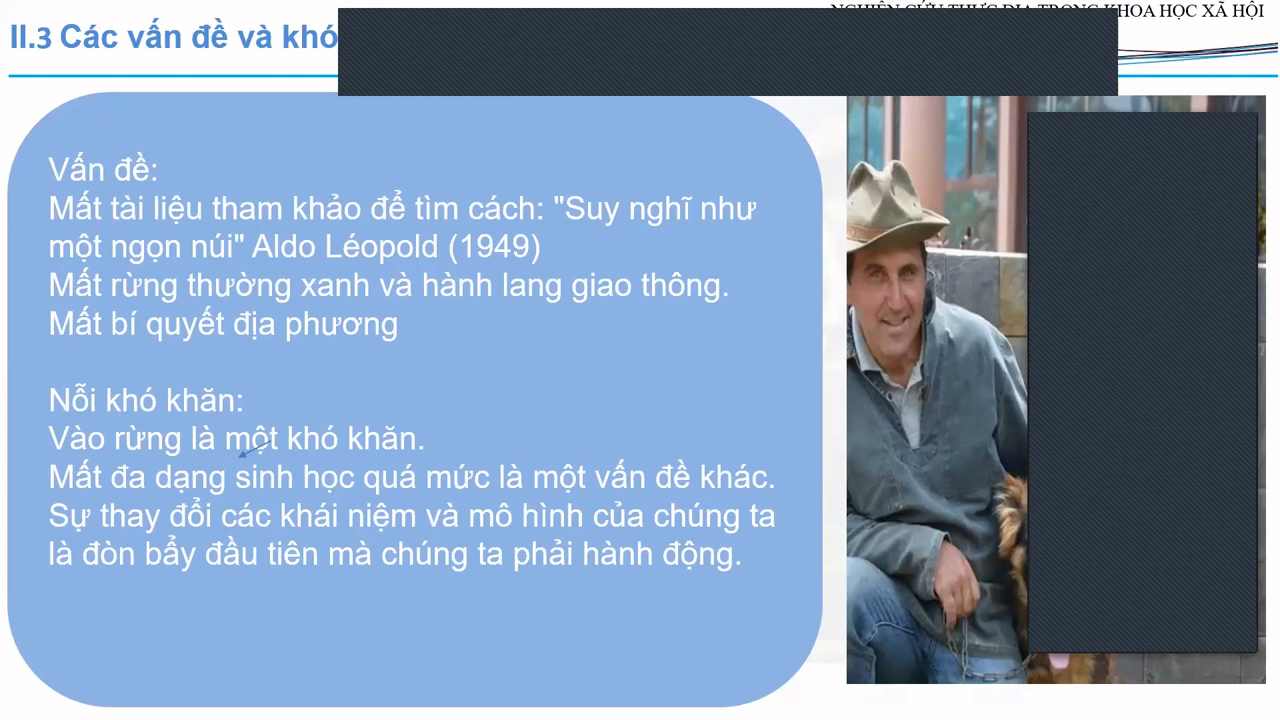 KHOA HỌC XÃ HỘI
II.3 Các vấn đề và khó
Vấn đề:
Mất tài liệu tham khảo để tìm cách: "Suy nghĩ như
một ngọn núi" Aldo Léopold (1949)
Mất rừng thường xanh và hành lang giao thông.
Mất bí quyết địa phương
Nỗi khó khăn:
Vào rừng là một khó khăn.
Mất đa dạng sinh học quá mức là một vấn đề khác.
Sự thay đổi các khái niệm và mô hình của chúng ta
là đòn bẩy đầu tiên mà chúng ta phải hành động.